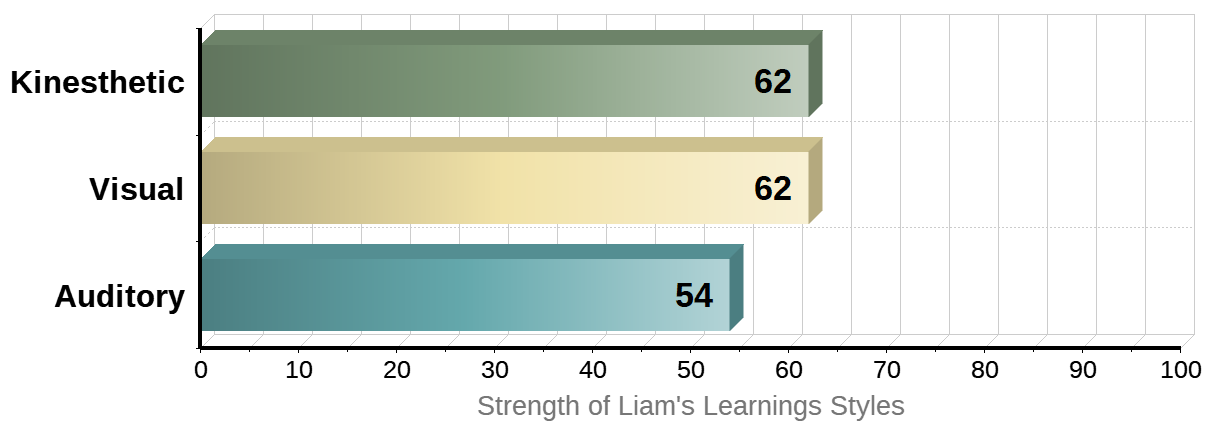 Kinesthetic 62
Visual 62
Auditory 54
0 10 20 30 40 50 60 70 80 90 100
Strength of Liam's Learnings Styles